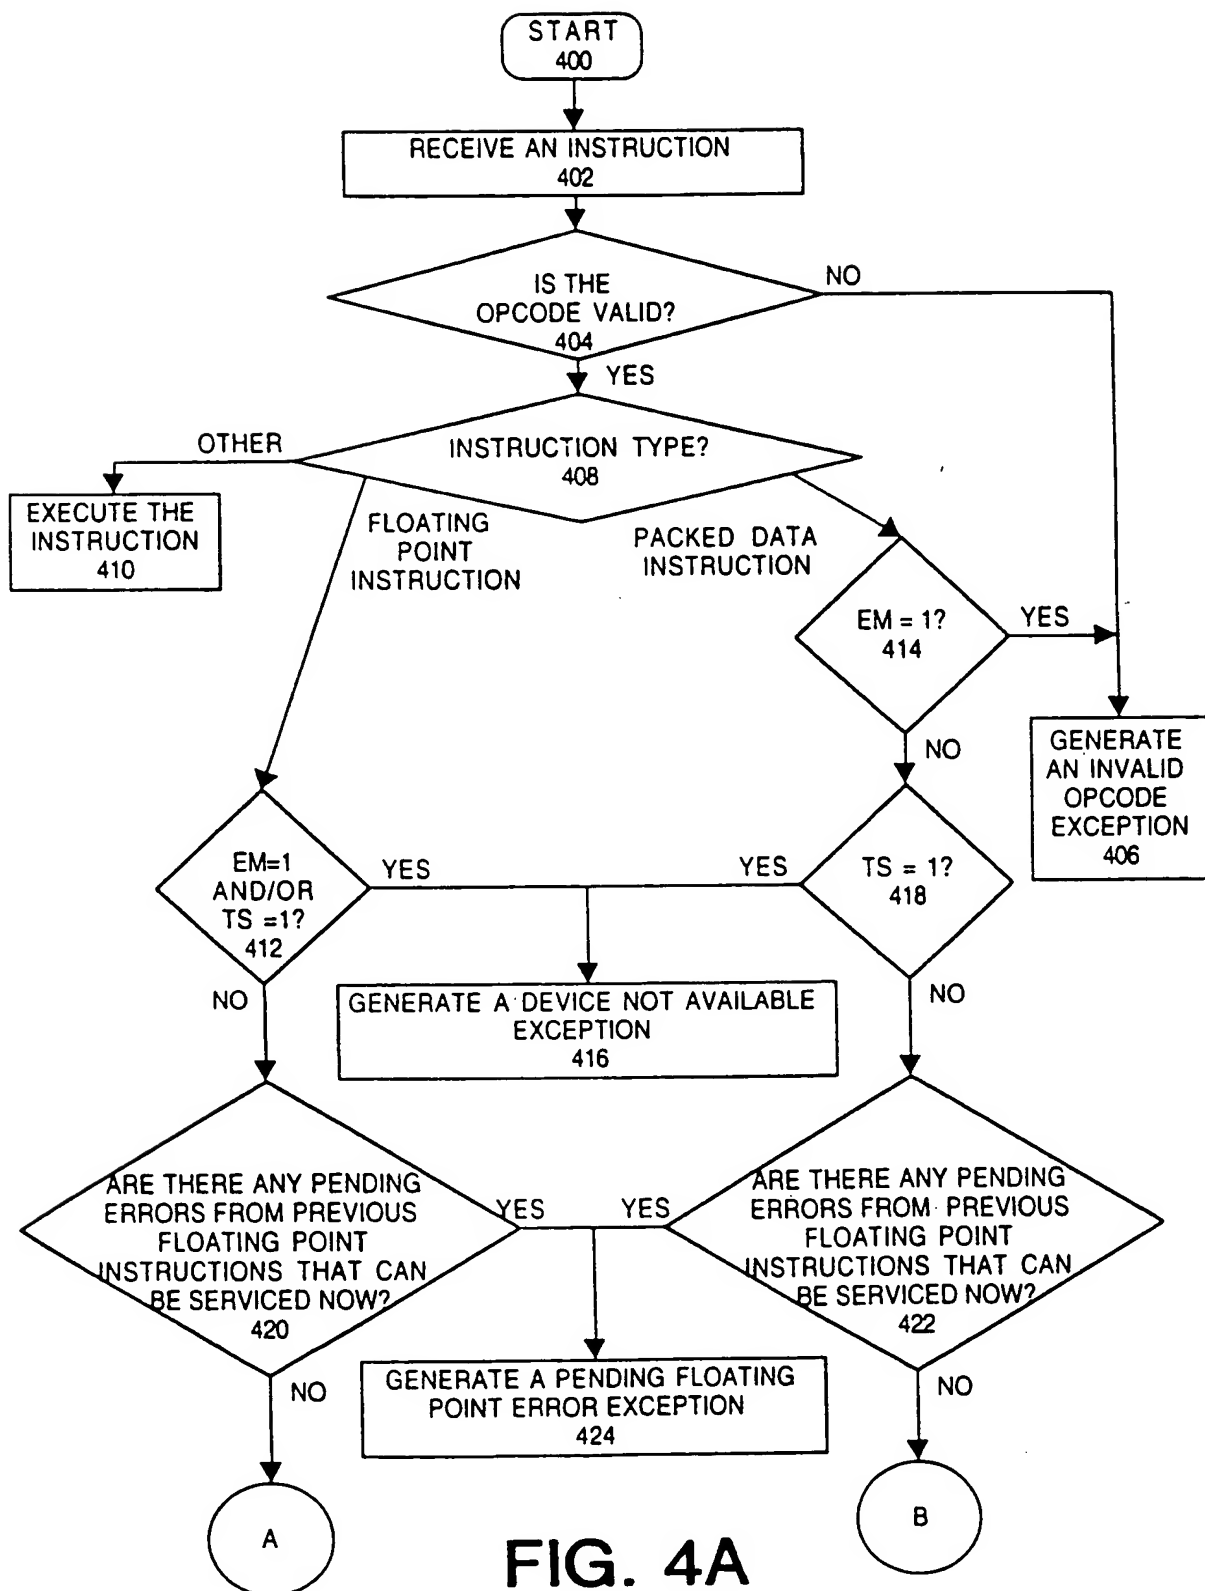 START
400
RECEIVE AN INSTRUCTION
402
IS THE
OPCODE VALID?
404
NO
YES
INSTRUCTION TYPE?
408
OTHER
EXECUTE THE
INSTRUCTION
410
FLOATING
POINT
INSTRUCTION
PACKED DATA
INSTRUCTION
EM = 1?
414
YES
NO
GENERATE
AN INVALID
OPCODE
EXCEPTION
406
EM=1
AND/OR
TS =1?
412
YES
YES
TS = 1?
418
NO
NO
GENERATE A DEVICE NOT AVAILABLE
EXCEPTION
416
ARE THERE ANY PENDING
ERRORS FROM PREVIOUS
FLOATING POINT
INSTRUCTIONS THAT CAN
BE SERVICED NOW?
420
YES
YES
ARE THERE ANY PENDING
ERRORS FROM PREVIOUS
FLOATING POINT
INSTRUCTIONS THAT CAN
BE SERVICED NOW?
422
NO
GENERATE A PENDING FLOATING
POINT ERROR EXCEPTION
424
NO
A
B
FIG. 4A